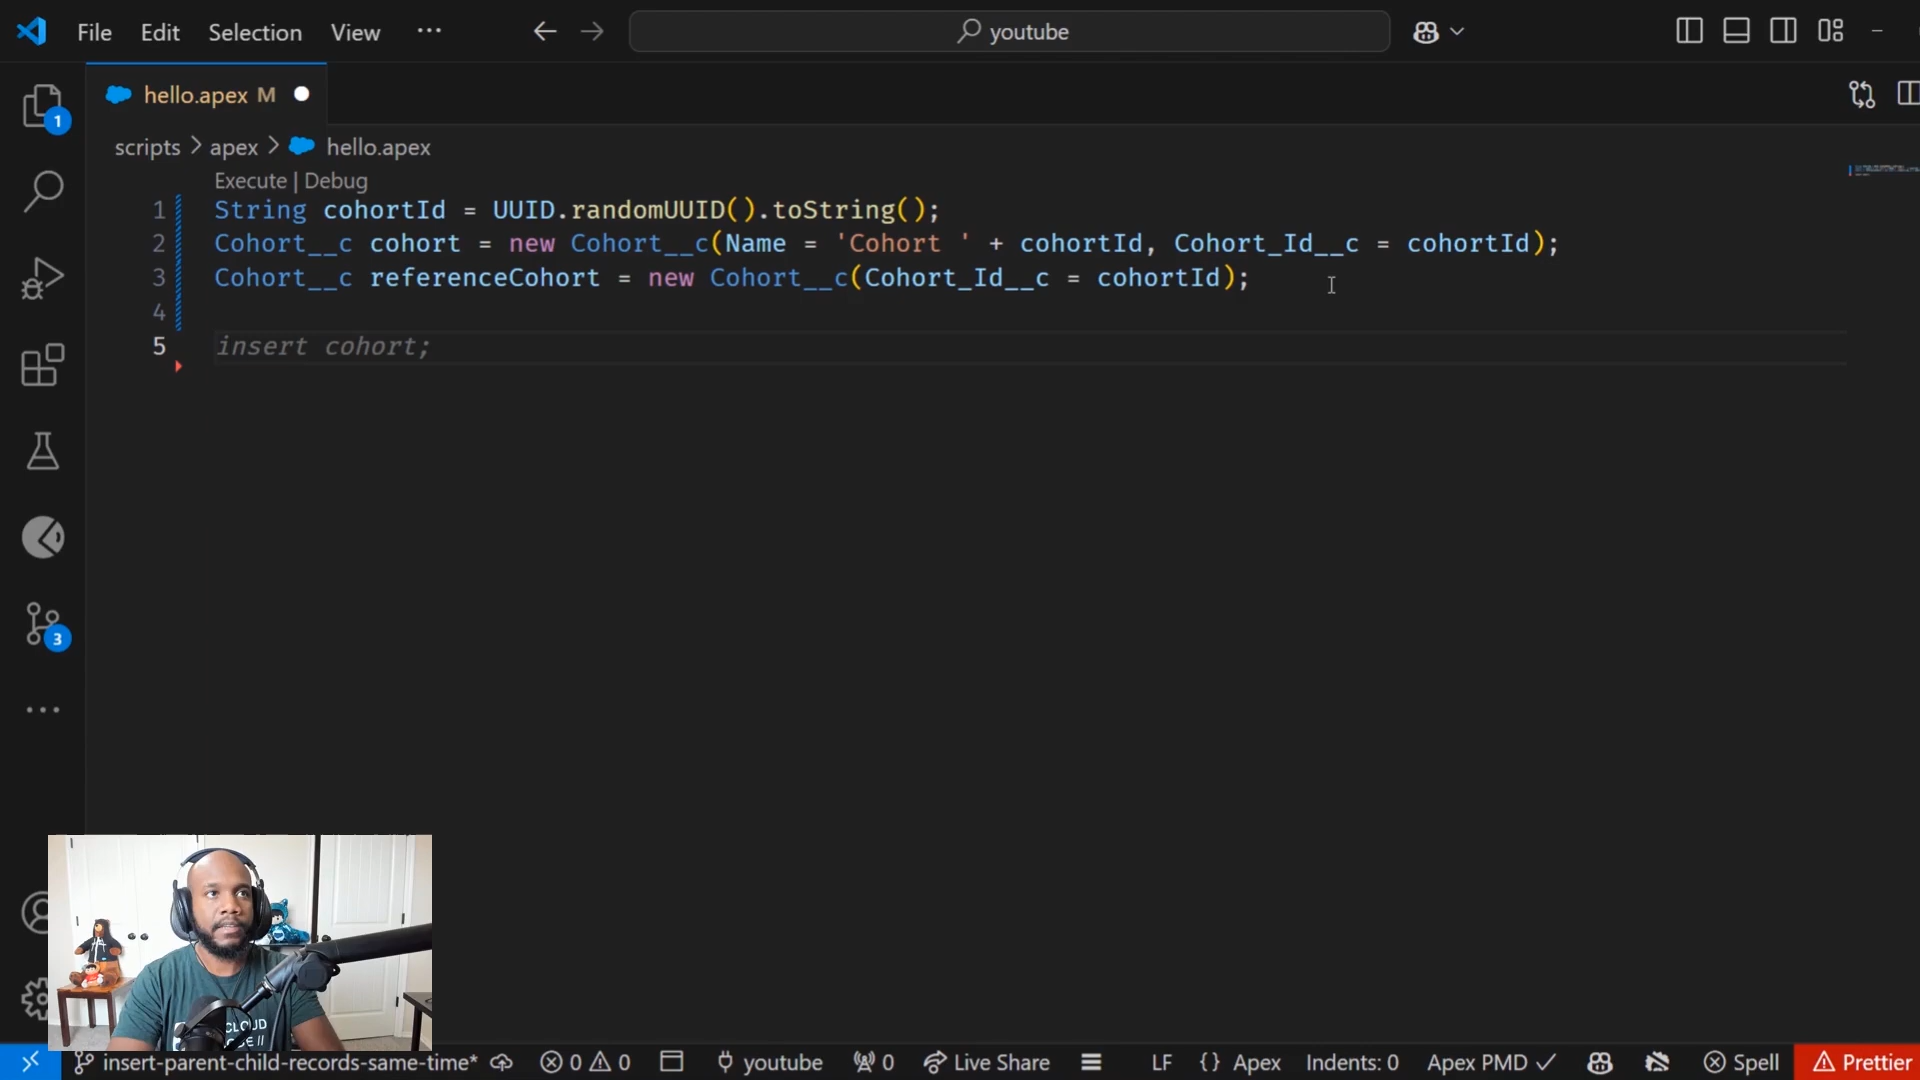 File Edit Selection View ··· youtube
hello.apex M
scripts > apex > hello.apex
Execute | Debug
1 String cohortId = UUID.randomUUID().toString();
2 Cohort__c cohort = new Cohort__c(Name = 'Cohort ' + cohortId, Cohort_Id__c = cohortId);
3 Cohort__c referenceCohort = new Cohort__c(Cohort_Id__c = cohortId);
4
5 insert cohort;
1
3
CLOUD
insert-parent-child-records-same-time* 0 0 youtube 0 Live Share LF {} Apex Indents: 0 Apex PMD Spell Prettier